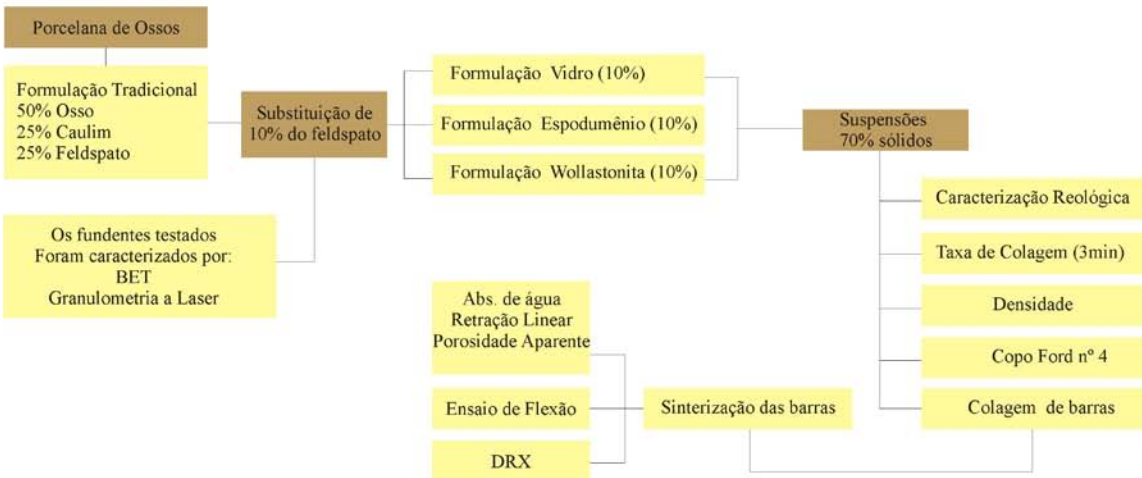 Porcelana de Ossos
Formulação Tradicional
50% Osso
25% Caulim
25% Feldspato
Os fundentes testados
Foram caracterizados por:
BET
Granulometria a Laser
Substituição de
10% do feldspato
Formulação Vidro (10%)
Formulação Espodumênio (10%)
Formulação Wollastonita (10%)
Suspensões
70% sólidos
Caracterização Reológica
Taxa de Colagem (3min)
Densidade
Copo Ford nº 4
Colagem de barras
Sinterização das barras
Abs. de água
Retração Linear
Porosidade Aparente
Ensaio de Flexão
DRX